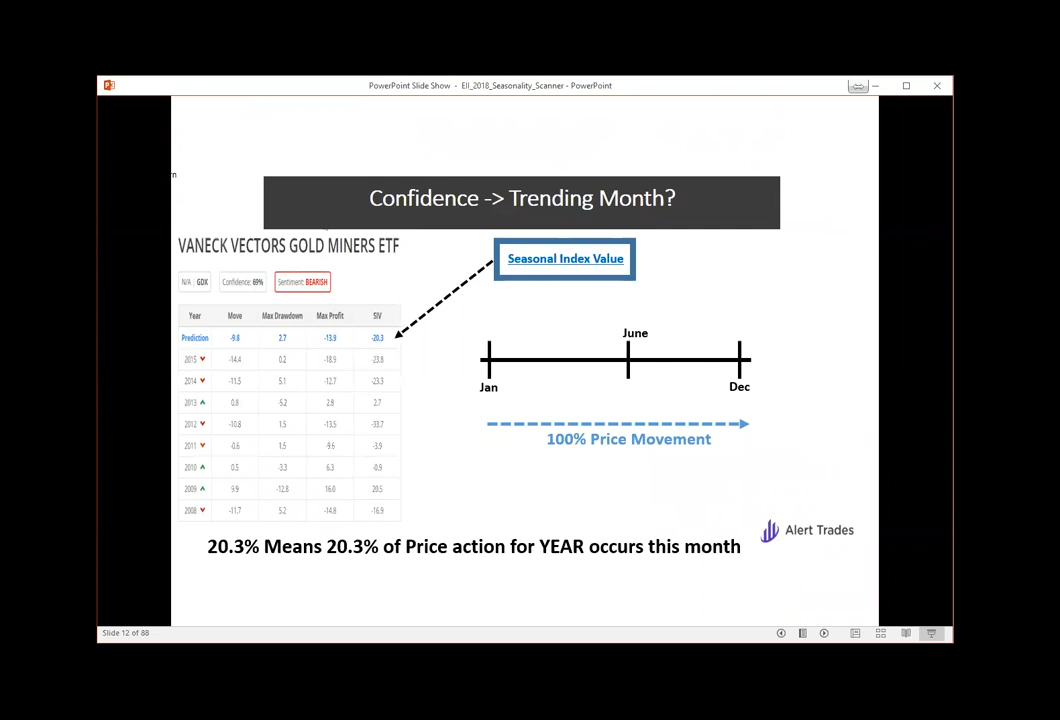 PowerPoint Slide Show - EII_2018_Seasonality_Scanner - PowerPoint
rn
Confidence -> Trending Month?
VANECK VECTORS GOLD MINERS ETF
Seasonal Index Value
N/A | GDX Confidence: 69% Sentiment: BEARISH
Year Move Max Drawdown Max Profit SIV
Prediction -9.8 2.7 -13.9 -20.3
2015 -14.4 0.2 -18.9 -23.8
2014 -11.5 5.1 -12.7 -23.3
2013 0.8 -5.2 2.8 2.7
2012 -10.8 1.5 -13.5 -33.7
2011 -0.6 1.5 -9.6 -3.9
2010 0.5 -3.3 6.3 -0.9
2009 9.9 -12.8 16.0 20.5
2008 -11.7 5.2 -14.8 -16.9
June
Jan
Dec
100% Price Movement
Alert Trades
20.3% Means 20.3% of Price action for YEAR occurs this month
Slide 12 of 88